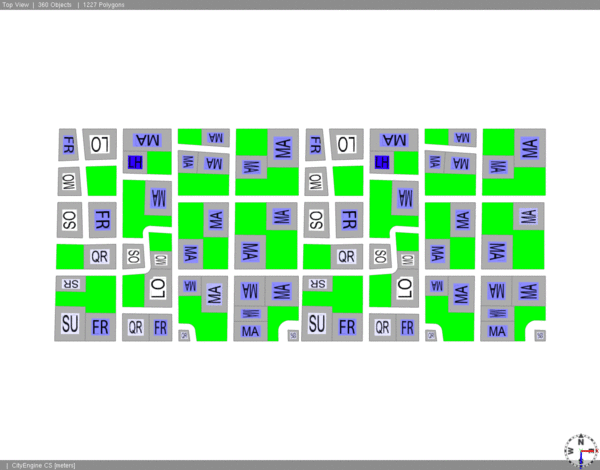 Top View | 360 Objects | 1227 Polygons
FR LO MA MA MA FR LO MA MA MA
LH MA MA MA LH MA MA MA
OM MA OM MA
SO FR MA MA SO FR MA MA
QR SO OM MA MA QR SO OM MA MA
SR LO MA MA MA MA SR LO MA MA MA MA
MA MA
SU FR QR FR MA SU FR QR FR MA
N
W
| CityEngine CS [meters]